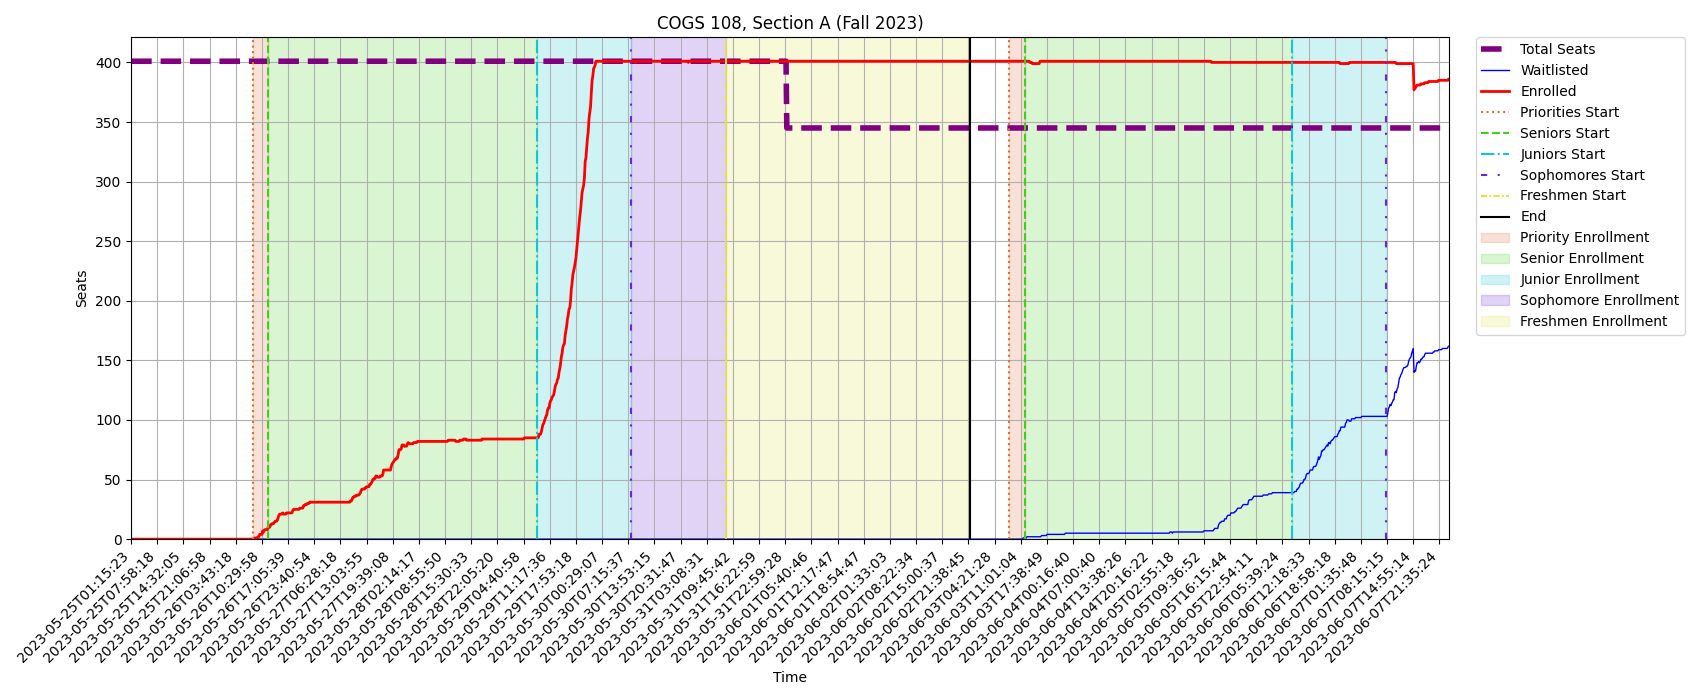 COGS 108, Section A (Fall 2023)
400
350
300
250
200
150
100
50
0
Seats
2023-05-25T01:15:23
2023-05-25T07:58:18
2023-05-25T14:32:05
2023-05-25T21:06:58
2023-05-26T03:43:18
2023-05-26T10:29:58
2023-05-26T17:05:39
2023-05-26T23:40:54
2023-05-27T06:28:18
2023-05-27T13:03:55
2023-05-27T19:39:08
2023-05-28T02:14:17
2023-05-28T08:55:50
2023-05-28T15:30:33
2023-05-28T22:05:20
2023-05-29T04:40:58
2023-05-29T11:17:36
2023-05-29T17:53:18
2023-05-30T00:29:07
2023-05-30T07:15:37
2023-05-30T13:53:15
2023-05-30T20:31:47
2023-05-31T03:08:31
2023-05-31T09:45:42
2023-05-31T16:22:59
2023-05-31T22:59:28
2023-06-01T05:40:46
2023-06-01T12:17:47
2023-06-01T18:54:47
2023-06-02T01:33:03
2023-06-02T08:22:34
2023-06-02T15:00:37
2023-06-02T21:38:45
2023-06-03T04:21:28
2023-06-03T11:01:04
2023-06-03T17:38:49
2023-06-04T00:16:40
2023-06-04T07:00:40
2023-06-04T13:38:26
2023-06-04T20:16:22
2023-06-05T02:55:18
2023-06-05T09:36:52
2023-06-05T16:15:44
2023-06-05T22:54:11
2023-06-06T05:39:24
2023-06-06T12:18:33
2023-06-06T18:58:18
2023-06-07T01:35:48
2023-06-07T08:15:15
2023-06-07T14:55:14
2023-06-07T21:35:24
Time
Total Seats
Waitlisted
Enrolled
Priorities Start
Seniors Start
Juniors Start
Sophomores Start
Freshmen Start
End
Priority Enrollment
Senior Enrollment
Junior Enrollment
Sophomore Enrollment
Freshmen Enrollment